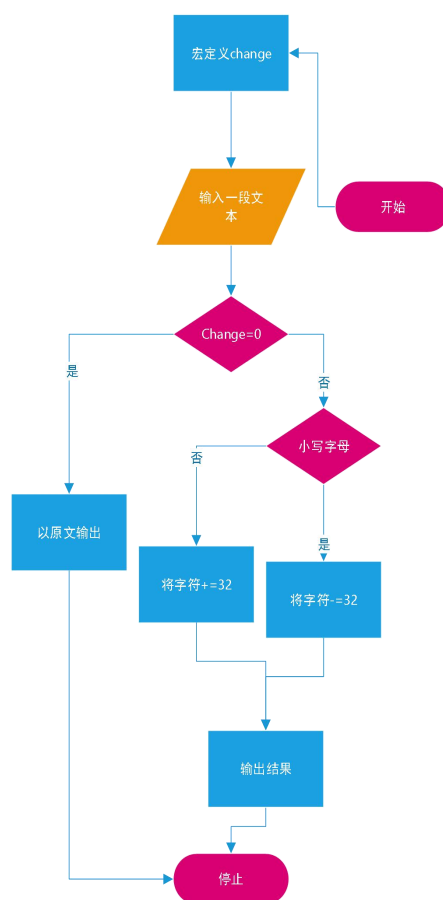 宏定义change
开始
输入一段文
本
Change=0
是
否
小写字母
否
是
以原文输出
将字符+=32
将字符-=32
输出结果
停止